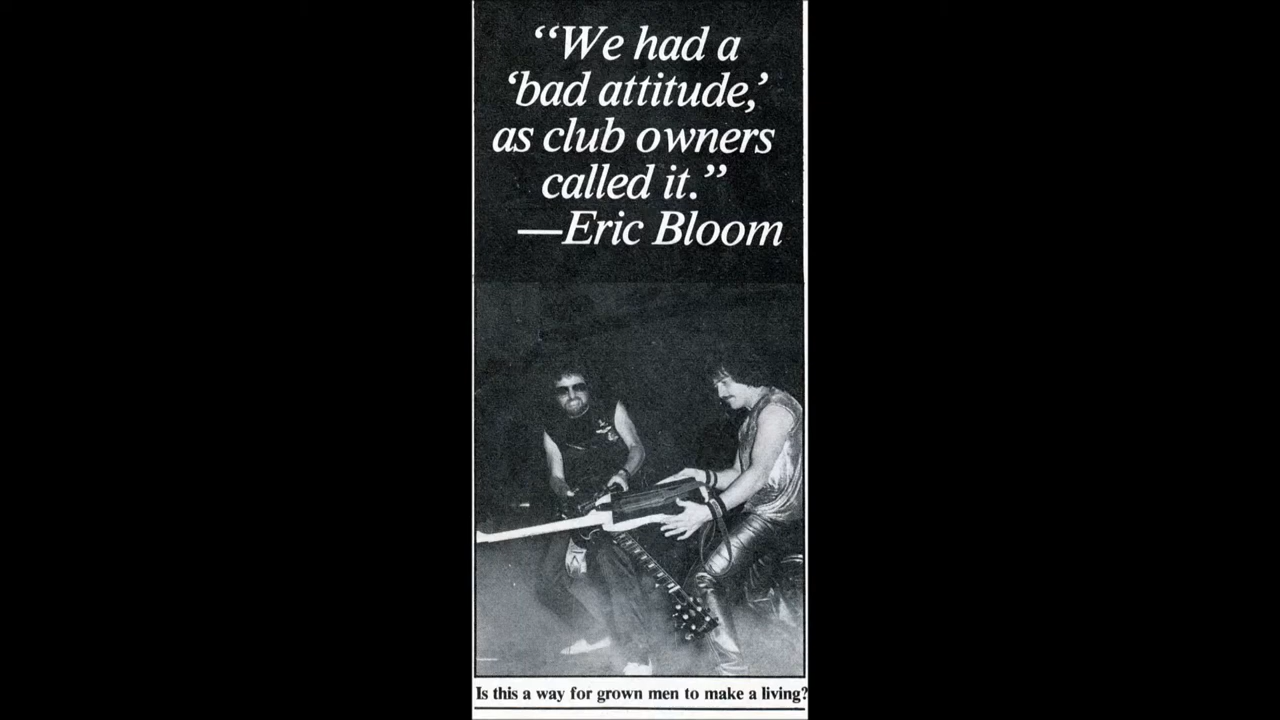 “We had a
‘bad attitude,’
as club owners
called it.”
—Eric Bloom
Is this a way for grown men to make a living?